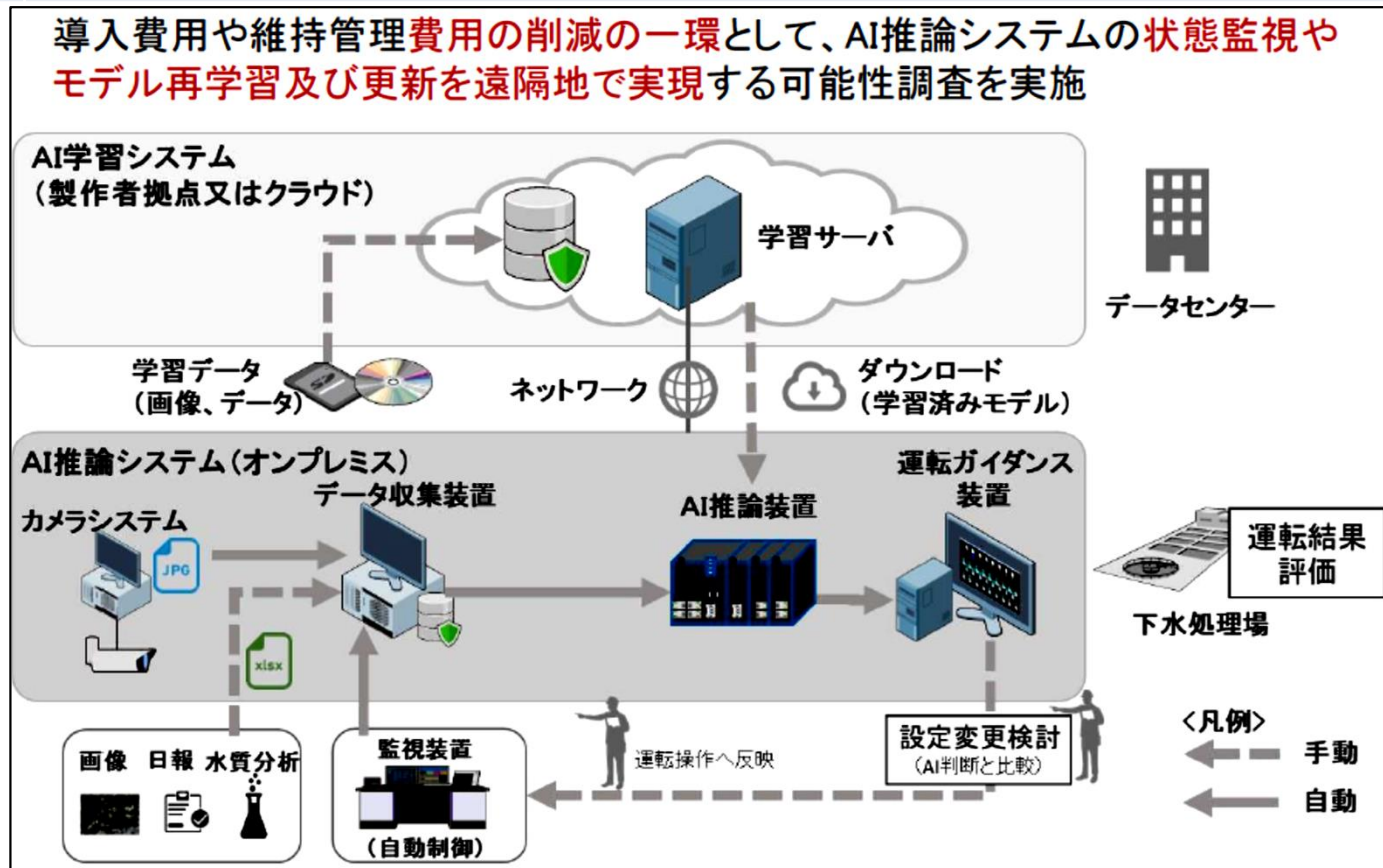 導入費用や維持管理費用の削減の一環として、AI推論システムの状態監視や
モデル再学習及び更新を遠隔地で実現する可能性調査を実施
AI学習システム
(製作者拠点又はクラウド)
学習サーバ
データセンター
学習データ
(画像、データ)
ネットワーク
ダウンロード
(学習済みモデル)
AI推論システム(オンプレミス)
データ収集装置
カメラシステム
JPG
xlsx
AI推論装置
運転ガイダンス
装置
運転結果
評価
下水処理場
画像
日報
水質分析
監視装置
(自動制御)
運転操作へ反映
設定変更検討
(AI判断と比較)
<凡例>
手動
自動